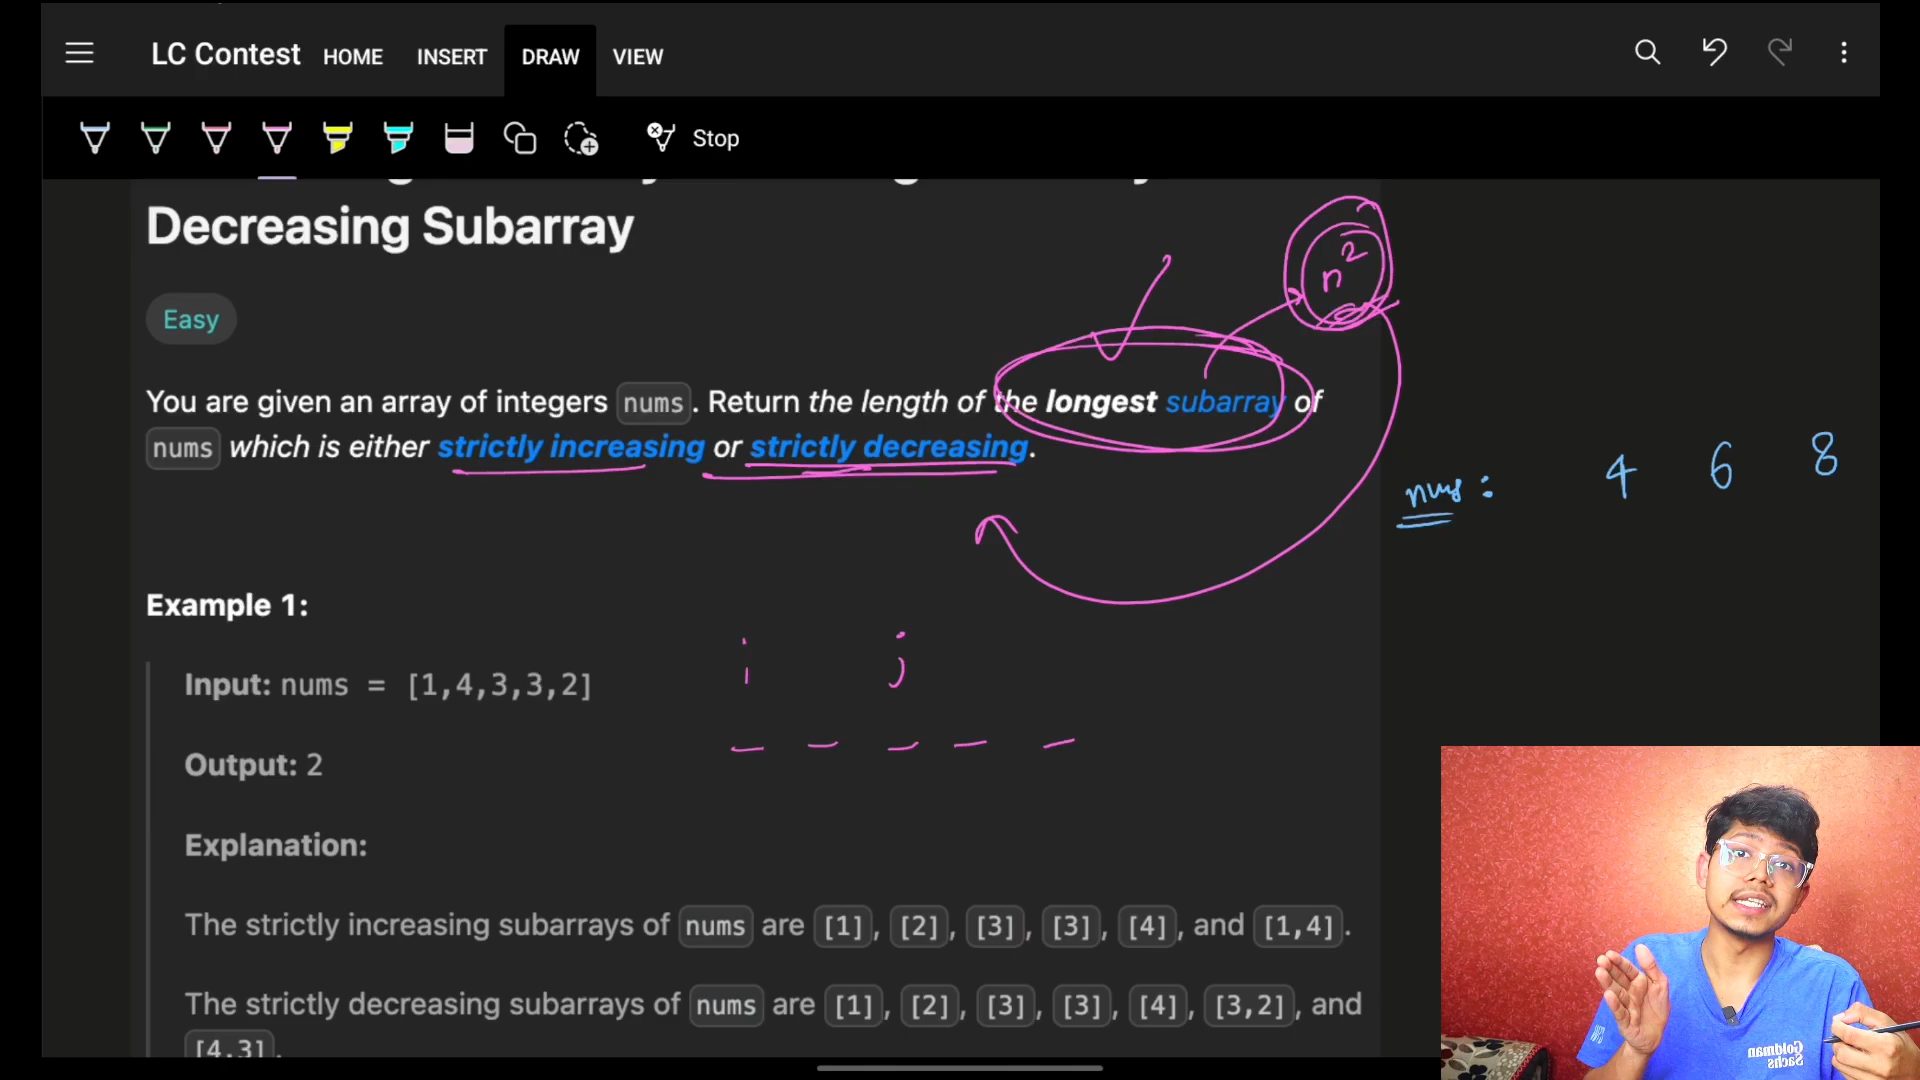 LC Contest HOME INSERT DRAW VIEW
Stop
Decreasing Subarray
Easy
n²
You are given an array of integers nums. Return the length of the longest subarray of
nums which is either strictly increasing or strictly decreasing.
nums : 4 6 8
Example 1:
i j
Input: nums = [1,4,3,3,2]
Output: 2
Explanation:
The strictly increasing subarrays of nums are [1], [2], [3], [3], [4], and [1,4].
The strictly decreasing subarrays of nums are [1], [2], [3], [3], [4], [3,2], and
[4,3].
Goldman
Sachs